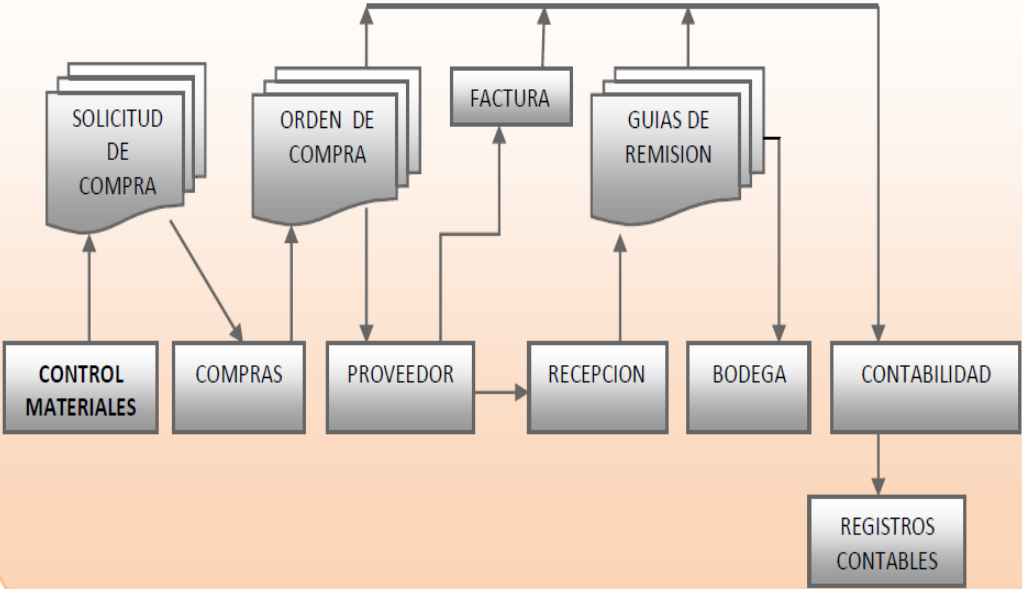 SOLICITUD
DE
COMPRA
ORDEN DE
COMPRA
FACTURA
GUIAS DE
REMISION
CONTROL
MATERIALES
COMPRAS
PROVEEDOR
RECEPCION
BODEGA
CONTABILIDAD
REGISTROS
CONTABLES